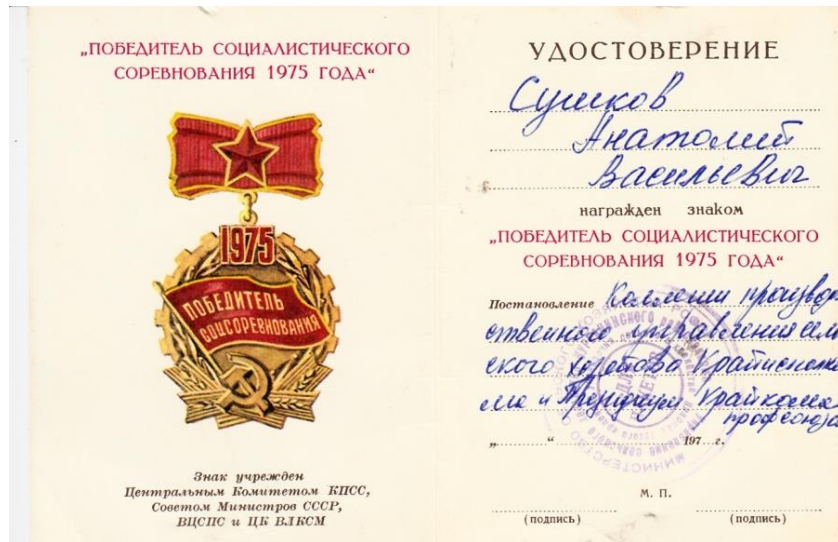 „ПОБЕДИТЕЛЬ СОЦИАЛИСТИЧЕСКОГО
СОРЕВНОВАНИЯ 1975 ГОДА“
1975
ПОБЕДИТЕЛЬ
СОЦСОРЕВНОВАНИЯ
Знак учрежден
Центральным Комитетом КПСС,
Советом Министров СССР,
ВЦСПС и ЦК ВЛКСМ
УДОСТОВЕРЕНИЕ
Сушков
Анатолий
Васильевич
награжден знаком
„ПОБЕДИТЕЛЬ СОЦИАЛИСТИЧЕСКОГО
СОРЕВНОВАНИЯ 1975 ГОДА“
Постановление Коллегии производ
ственного управления сель
ского Крайисполко
ма и Президиум Крайкома
профсоюза
„ “ 197 г.
М. П.
(подпись) (подпись)